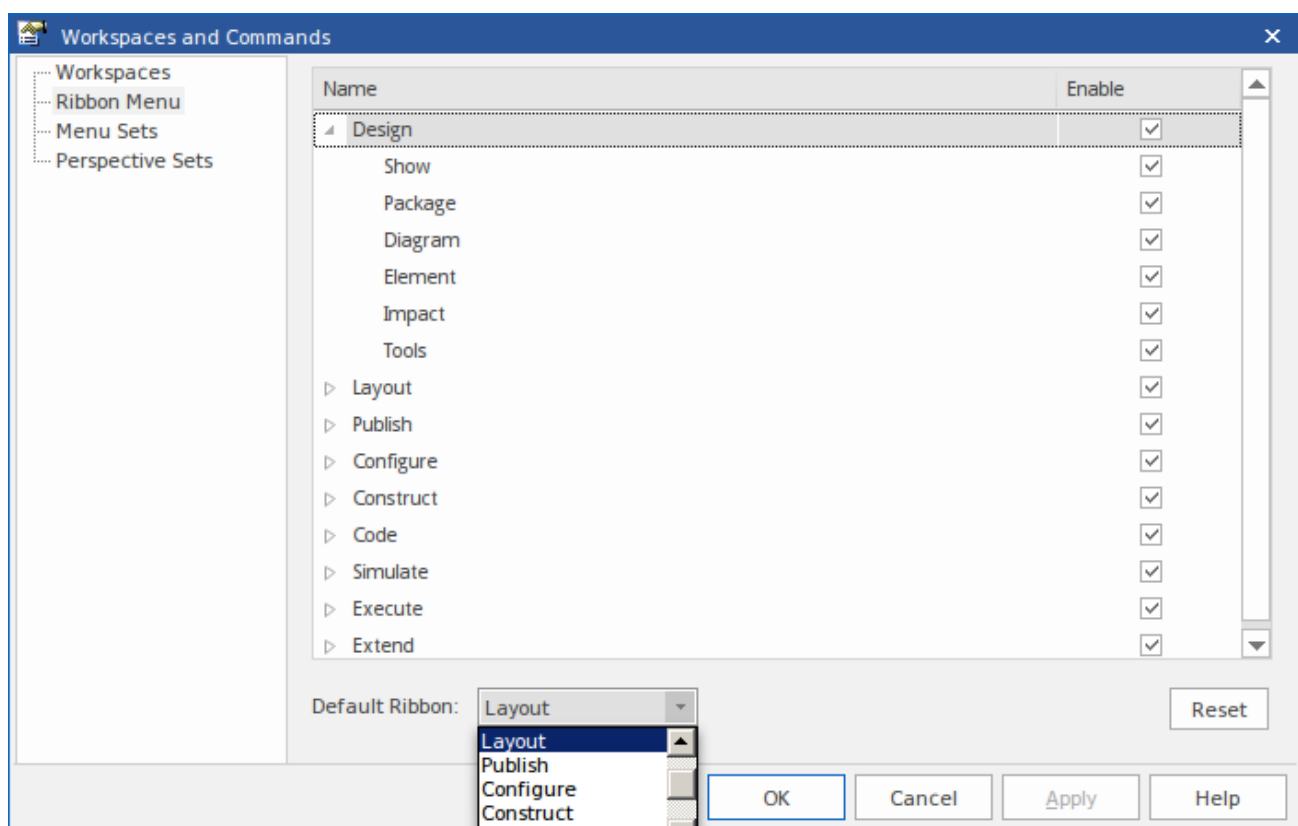 Workspaces and Commands
Workspaces
Ribbon Menu
Menu Sets
Perspective Sets
Name Enable
Design
Show
Package
Diagram
Element
Impact
Tools
Layout
Publish
Configure
Construct
Code
Simulate
Execute
Extend
Default Ribbon: Layout Reset
Layout
Publish
Configure
Construct
OK Cancel Apply Help